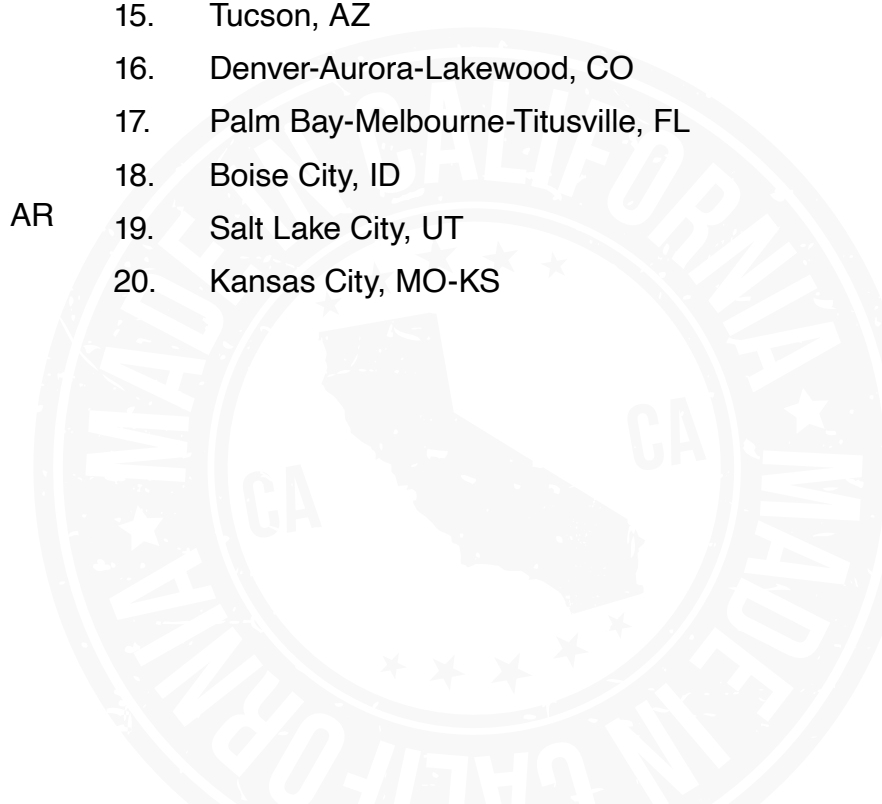 15. Tucson, AZ
16. Denver-Aurora-Lakewood, CO
17. Palm Bay-Melbourne-Titusville, FL
18. Boise City, ID
AR
19. Salt Lake City, UT
20. Kansas City, MO-KS
MADE IN CALIFORNIA
CA
CA
MADE IN CALIFORNIA